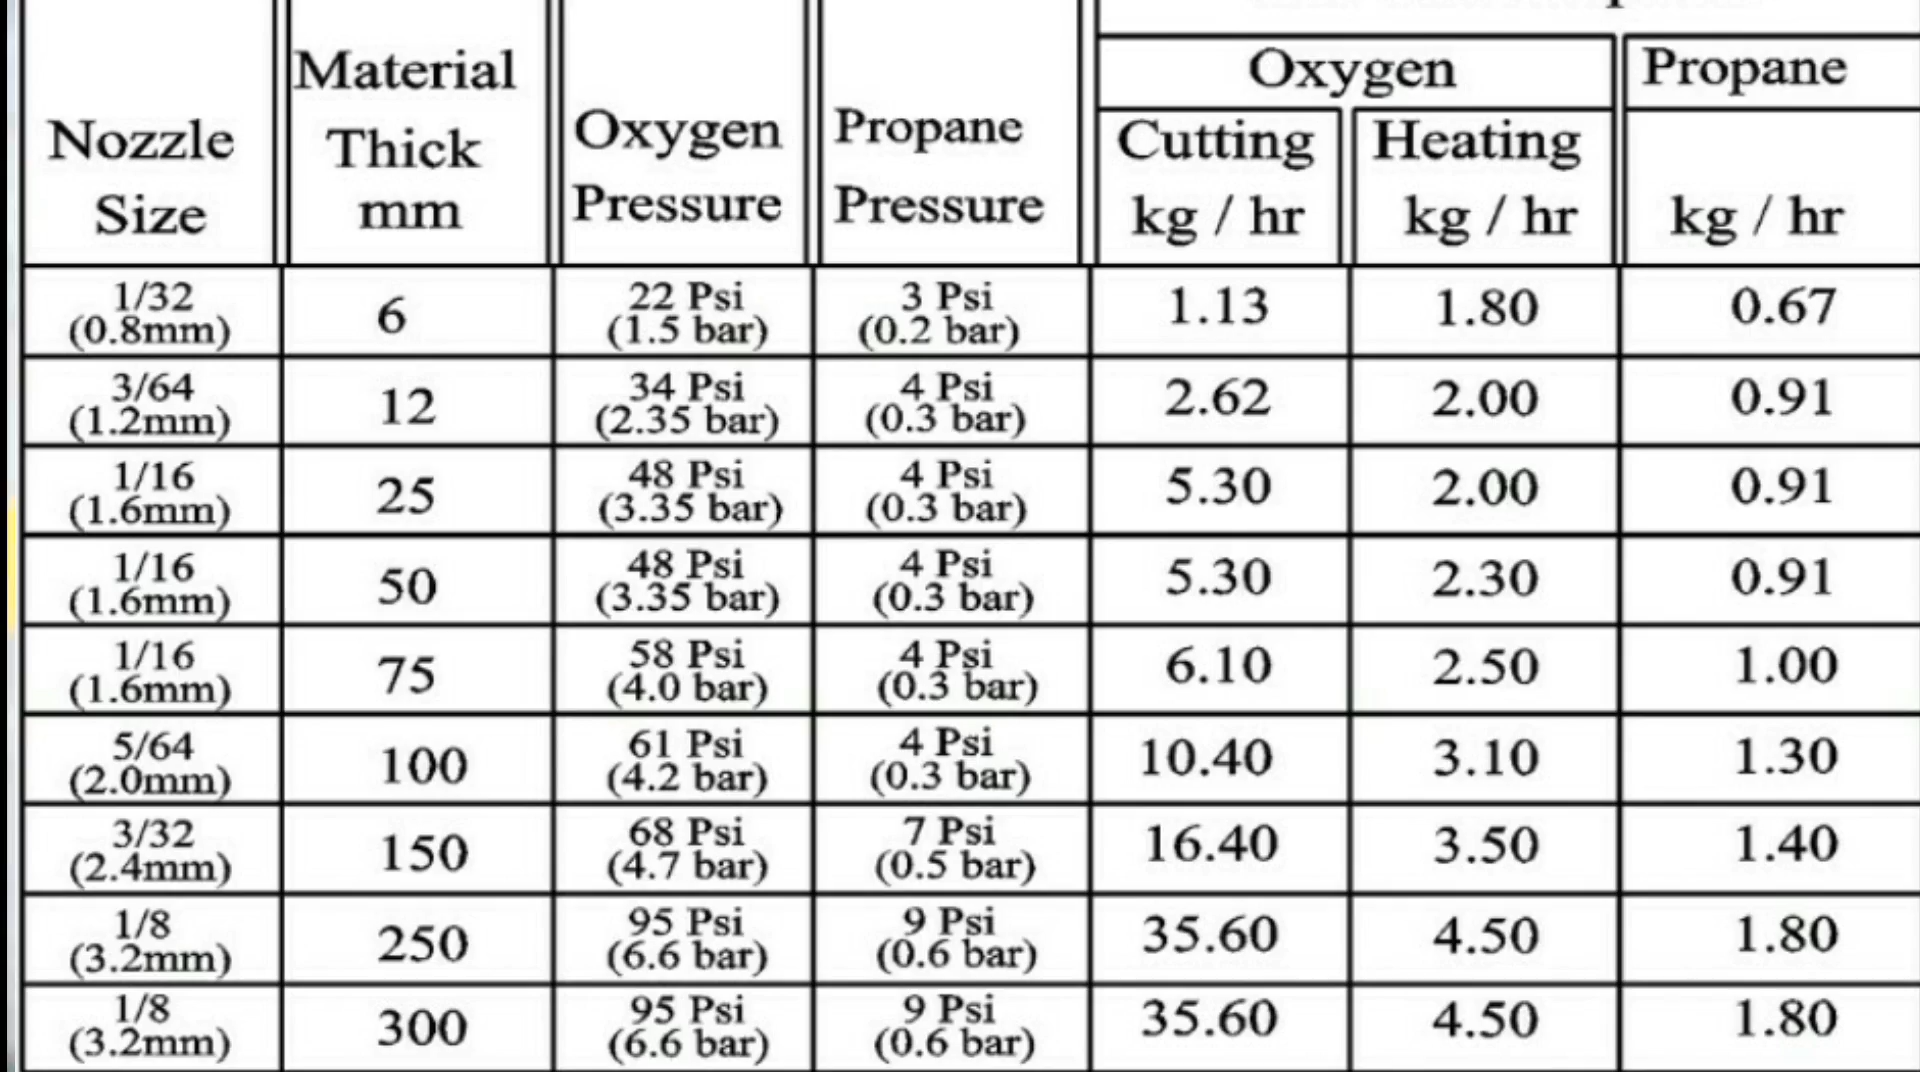 Oxygen Propane
Nozzle Size Material Thick mm Oxygen Pressure Propane Pressure Cutting kg / hr Heating kg / hr kg / hr
1/32 (0.8mm) 6 22 Psi (1.5 bar) 3 Psi (0.2 bar) 1.13 1.80 0.67
3/64 (1.2mm) 12 34 Psi (2.35 bar) 4 Psi (0.3 bar) 2.62 2.00 0.91
1/16 (1.6mm) 25 48 Psi (3.35 bar) 4 Psi (0.3 bar) 5.30 2.00 0.91
1/16 (1.6mm) 50 48 Psi (3.35 bar) 4 Psi (0.3 bar) 5.30 2.30 0.91
1/16 (1.6mm) 75 58 Psi (4.0 bar) 4 Psi (0.3 bar) 6.10 2.50 1.00
5/64 (2.0mm) 100 61 Psi (4.2 bar) 4 Psi (0.3 bar) 10.40 3.10 1.30
3/32 (2.4mm) 150 68 Psi (4.7 bar) 7 Psi (0.5 bar) 16.40 3.50 1.40
1/8 (3.2mm) 250 95 Psi (6.6 bar) 9 Psi (0.6 bar) 35.60 4.50 1.80
1/8 (3.2mm) 300 95 Psi (6.6 bar) 9 Psi (0.6 bar) 35.60 4.50 1.80